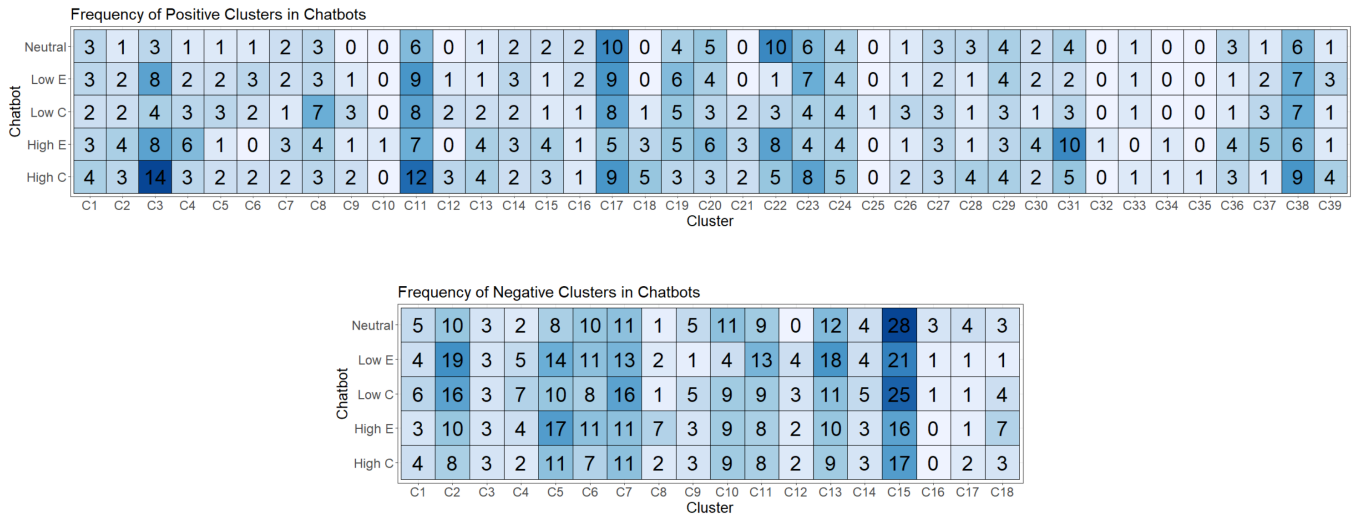 Frequency of Positive Clusters in Chatbots
Neutral 3 1 3 1 1 1 2 3 0 0 6 0 1 2 2 2 10 0 4 5 0 10 6 4 0 1 3 3 4 2 4 0 1 0 0 3 1 6 1
Low E 3 2 8 2 2 3 2 3 1 0 9 1 1 3 1 2 9 0 6 4 0 1 7 4 0 1 2 1 4 2 2 0 1 0 0 1 2 7 3
Low C 2 2 4 3 3 2 1 7 3 0 8 2 2 2 1 1 8 1 5 3 2 3 4 4 1 3 3 1 3 1 3 0 1 0 0 1 3 7 1
High E 3 4 8 6 1 0 3 4 1 1 7 0 4 3 4 1 5 3 5 6 3 8 4 4 0 1 3 1 3 4 10 1 0 1 0 4 5 6 1
High C 4 3 14 3 2 2 2 3 2 0 12 3 4 2 3 1 9 5 3 3 2 5 8 5 0 2 3 4 4 2 5 0 1 1 1 3 1 9 4
Chatbot
C1 C2 C3 C4 C5 C6 C7 C8 C9 C10 C11 C12 C13 C14 C15 C16 C17 C18 C19 C20 C21 C22 C23 C24 C25 C26 C27 C28 C29 C30 C31 C32 C33 C34 C35 C36 C37 C38 C39
Cluster
Frequency of Negative Clusters in Chatbots
Neutral 5 10 3 2 8 10 11 1 5 11 9 0 12 4 28 3 4 3
Low E 4 19 3 5 14 11 13 2 1 4 13 4 18 4 21 1 1 1
Low C 6 16 3 7 10 8 16 1 5 9 9 3 11 5 25 1 1 4
High E 3 10 3 4 17 11 11 7 3 9 8 2 10 3 16 0 1 7
High C 4 8 3 2 11 7 11 2 3 9 8 2 9 3 17 0 2 3
Chatbot
C1 C2 C3 C4 C5 C6 C7 C8 C9 C10 C11 C12 C13 C14 C15 C16 C17 C18
Cluster